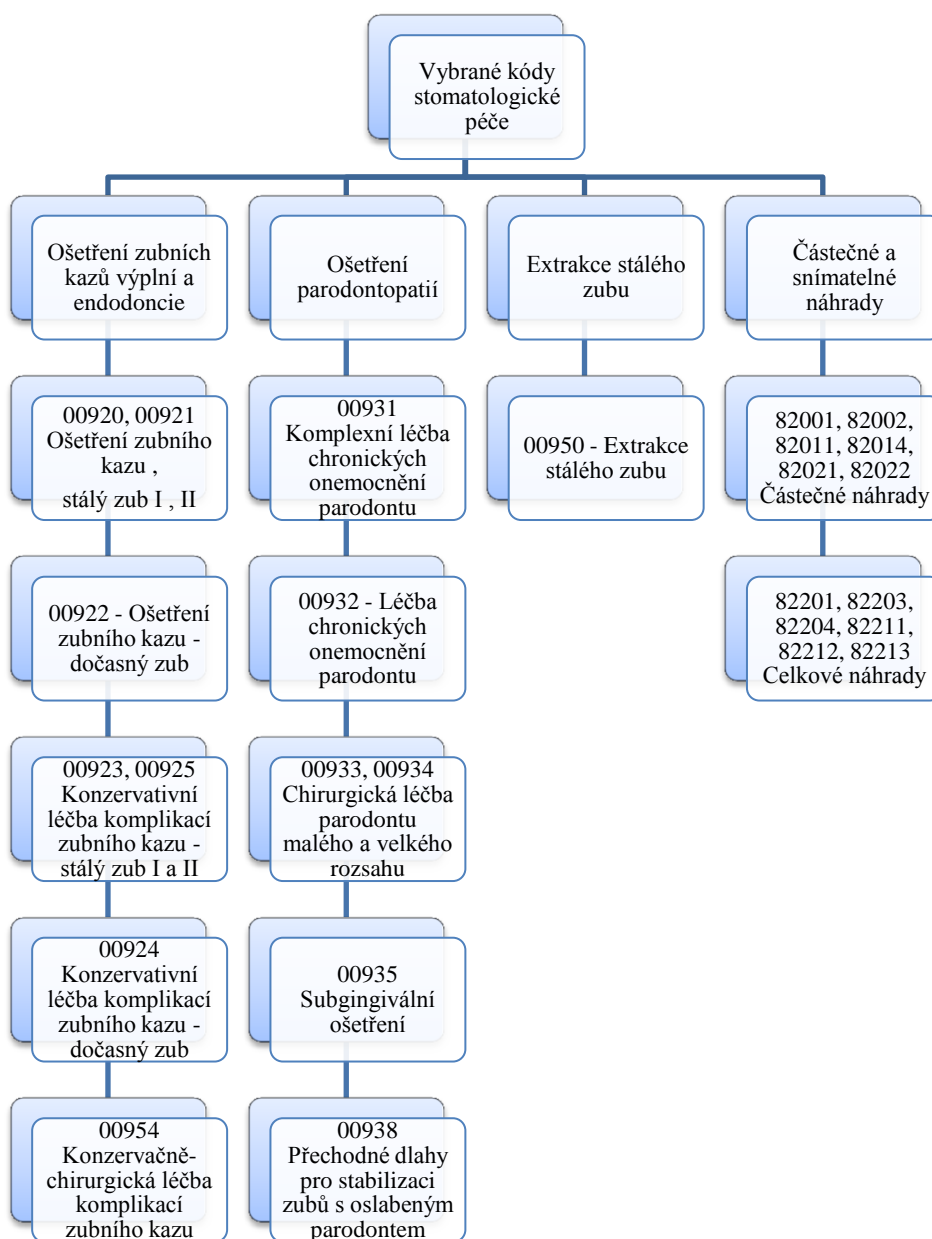 Vybrané kódy
stomatologické
péče
Ošetření zubních
kazů výplní a
endodoncie
Ošetření
parodontopatií
Extrakce stálého
zubu
Částečné a
snímatelné
náhrady
00920, 00921
Ošetření zubního
kazu ,
stálý zub I , II
00931
Komplexní léčba
chronických
onemocnění
parodontu
00950 - Extrakce
stálého zubu
82001, 82002,
82011, 82014,
82021, 82022
Částečné náhrady
00922 - Ošetření
zubního kazu -
dočasný zub
00932 - Léčba
chronických
onemocnění
parodontu
82201, 82203,
82204, 82211,
82212, 82213
Celkové náhrady
00923, 00925
Konzervativní
léčba komplikací
zubního kazu -
stálý zub I a II
00933, 00934
Chirurgická léčba
parodontu
malého a velkého
rozsahu
00924
Konzervativní
léčba komplikací
zubního kazu -
dočasný zub
00935
Subgingivální
ošetření
00954
Konzervačně-
chirurgická léčba
komplikací
zubního kazu
00938
Přechodné dlahy
pro stabilizaci
zubů s oslabeným
parodontem